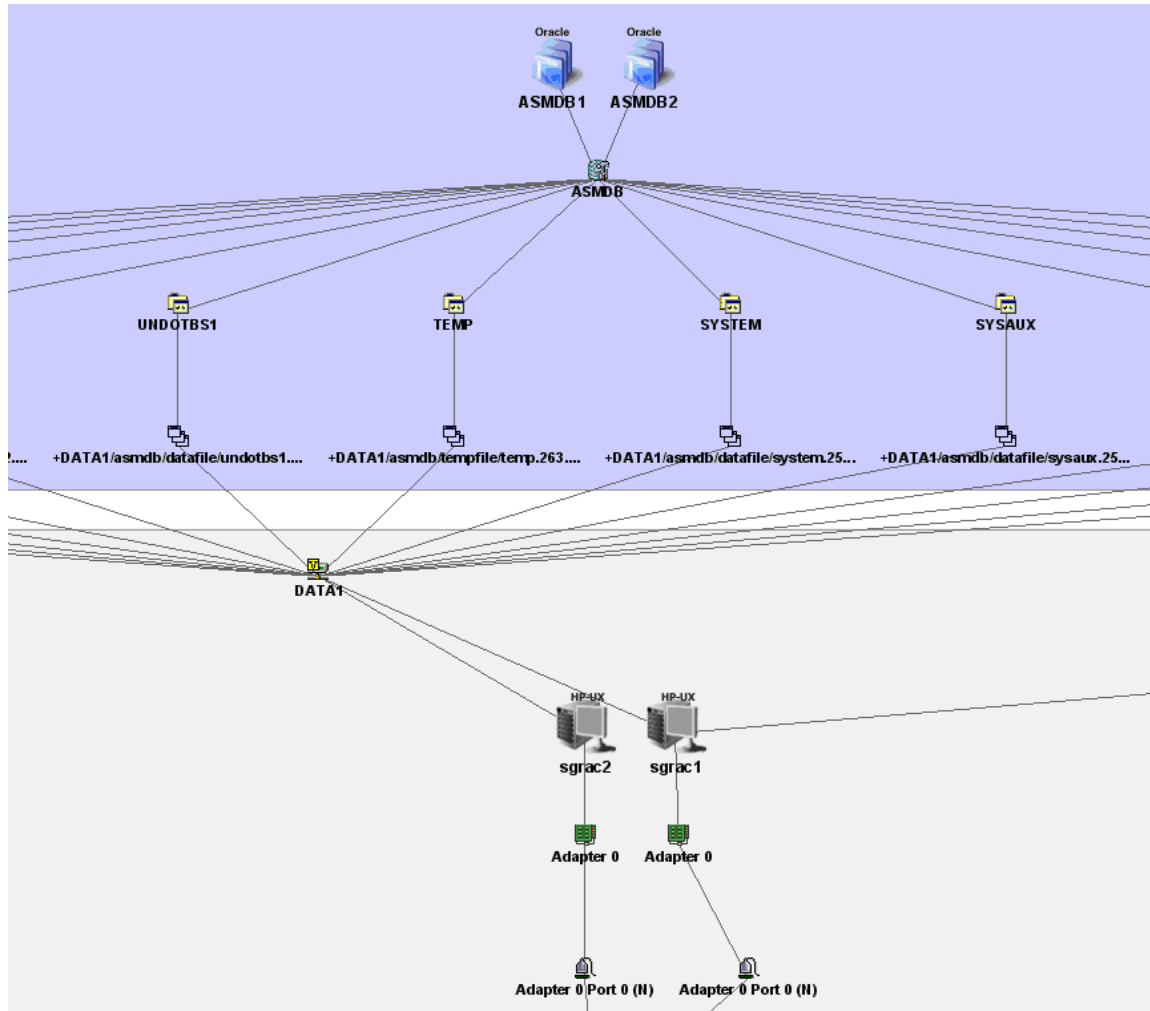 Oracle Oracle
ASMDB1 ASMDB2
ASMDB
UNDOTBS1 TEMP SYSTEM SYSAUX
2.... +DATA1/asmdb/datafile/undotbs1.... +DATA1/asmdb/tempfile/temp.263.... +DATA1/asmdb/datafile/system.25... +DATA1/asmdb/datafile/sysaux.25...
DATA1
HP-UX HP-UX
sgrac2 sgrac1
Adapter 0 Adapter 0
Adapter 0 Port 0 (N) Adapter 0 Port 0 (N)